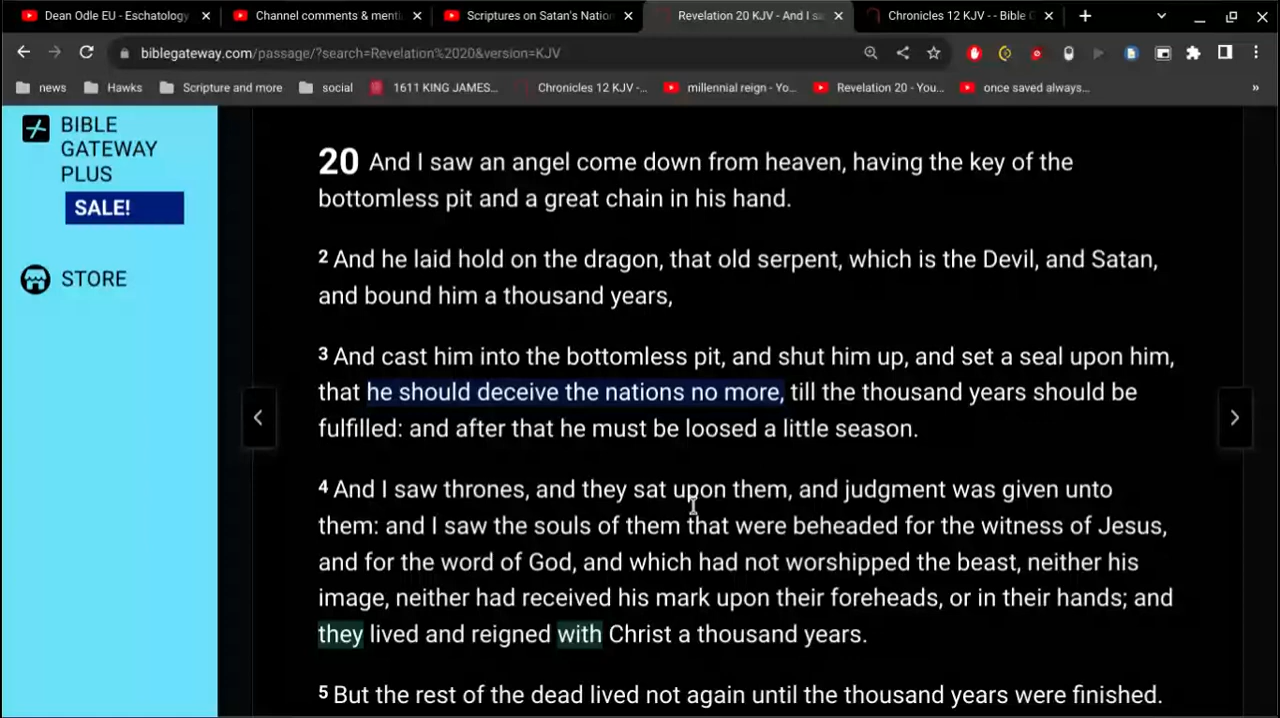 Dean Odle EU - Eschatology
Channel comments & menti
Scriptures on Satan's Natio
Revelation 20 KJV - And I sa
Chronicles 12 KJV - - Bible G
biblegateway.com/passage/?search=Revelation%2020&version=KJV
news
Hawks
Scripture and more
social
1611 KING JAMES...
Chronicles 12 KJV -...
millennial reign - Yo...
Revelation 20 - You...
once saved always...
»
BIBLE
GATEWAY
PLUS
SALE!
STORE
20 And I saw an angel come down from heaven, having the key of the
bottomless pit and a great chain in his hand.
2 And he laid hold on the dragon, that old serpent, which is the Devil, and Satan,
and bound him a thousand years,
3 And cast him into the bottomless pit, and shut him up, and set a seal upon him,
that he should deceive the nations no more, till the thousand years should be
fulfilled: and after that he must be loosed a little season.
4 And I saw thrones, and they sat upon them, and judgment was given unto
them: and I saw the souls of them that were beheaded for the witness of Jesus,
and for the word of God, and which had not worshipped the beast, neither his
image, neither had received his mark upon their foreheads, or in their hands; and
they lived and reigned with Christ a thousand years.
5 But the rest of the dead lived not again until the thousand years were finished.